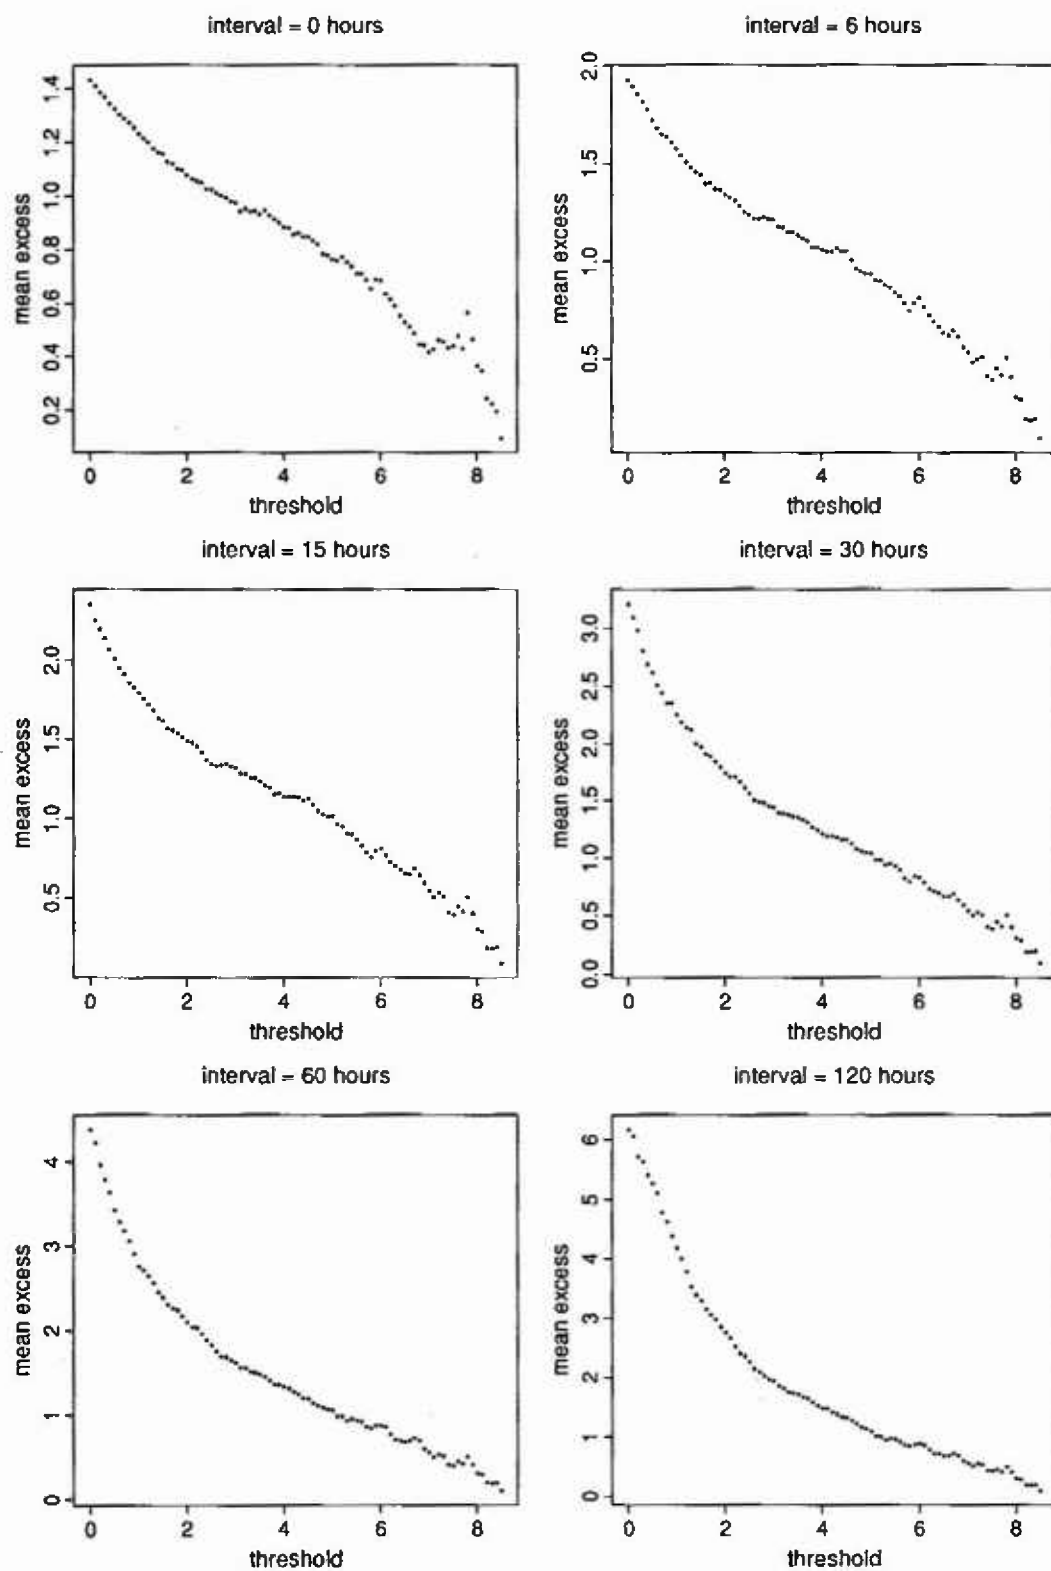 interval = 0 hours
mean excess
0.2 0.4 0.6 0.8 1.0 1.2 1.4
0 2 4 6 8
threshold
interval = 6 hours
mean excess
0.5 1.0 1.5 2.0
0 2 4 6 8
threshold
interval = 15 hours
mean excess
0.5 1.0 1.5 2.0
0 2 4 6 8
threshold
interval = 30 hours
mean excess
0.0 0.5 1.0 1.5 2.0 2.5 3.0
0 2 4 6 8
threshold
interval = 60 hours
mean excess
0 1 2 3 4
0 2 4 6 8
threshold
interval = 120 hours
mean excess
0 1 2 3 4 5 6
0 2 4 6 8
threshold